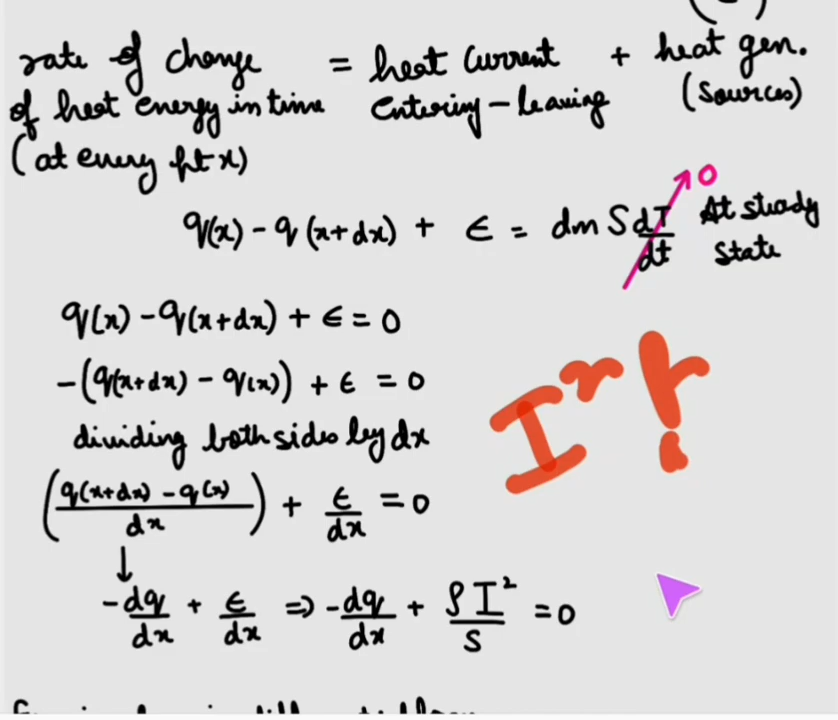 rate of change = heat current + heat gen.
of heat energy in time entering-leaving (Sources)
(at every pt x)
q(x) - q(x+dx) + ϵ = dm S dT/dt → 0 At steady state
q(x) - q(x+dx) + ϵ = 0
-(q(x+dx) - q(x)) + ϵ = 0
dividing both sides by dx
((q(x+dx) - q(x))/dx) + ϵ/dx = 0
↓
-dq/dx + ϵ/dx ⇒ -dq/dx + ρI²/S = 0